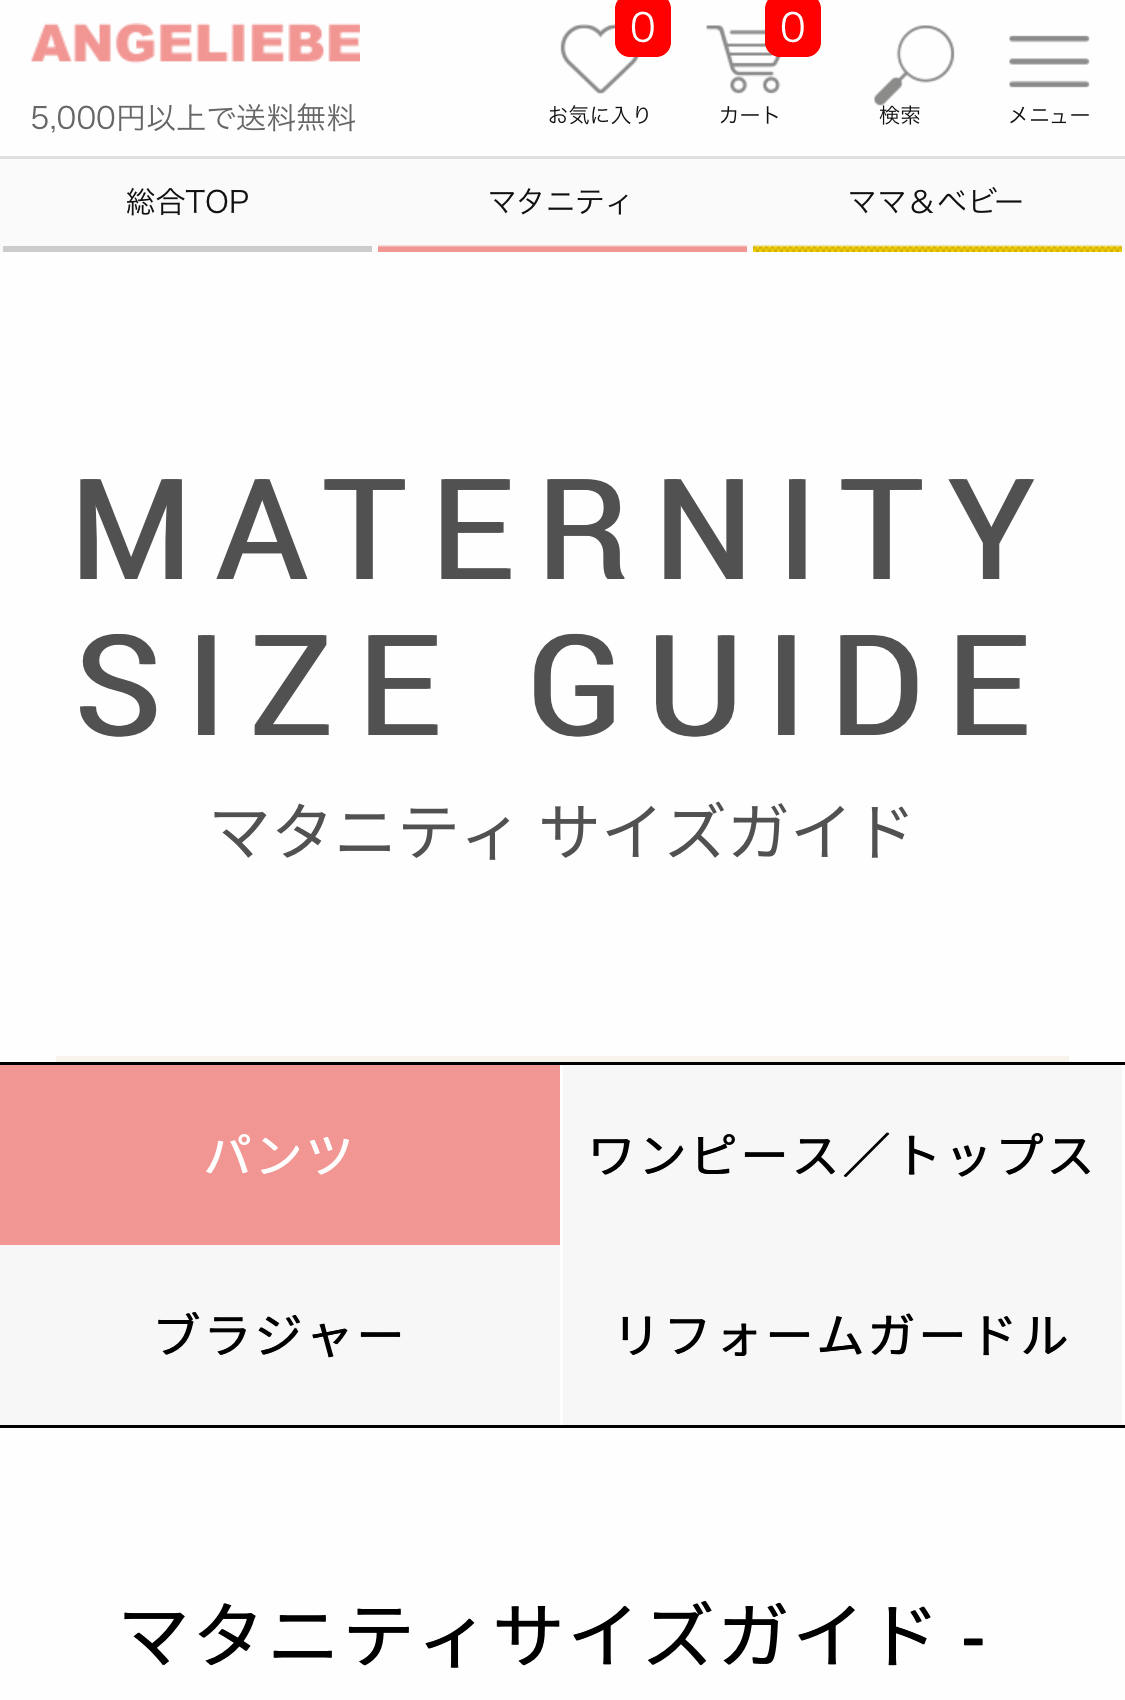 ANGELIEBE
0
0
5,000円以上で送料無料
お気に入り
カート
検索
メニュー
総合TOP
マタニティ
ママ&ベビー
MATERNITY
SIZE GUIDE
マタニティ サイズガイド
パンツ
ワンピース／トップス
ブラジャー
リフォームガードル
マタニティサイズガイド -